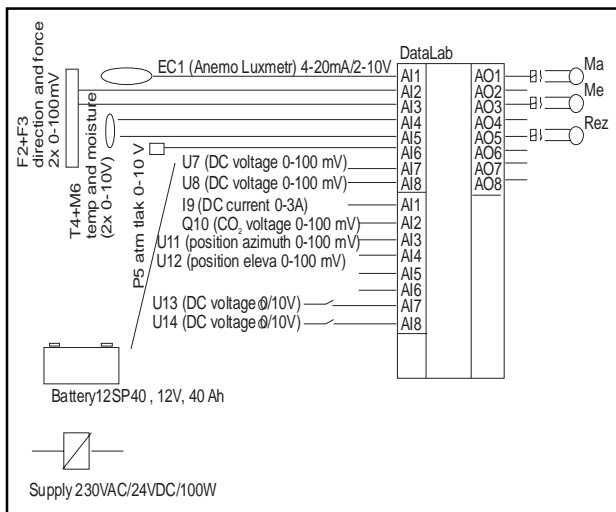 DataLab
EC1 (Anemo Luxmetr) 4-20mA/2-10V
F2+F3
direction and force
2x 0-100mV
T4+M6
temp and moisture
(2x 0-10V)
P5 atm tlak 0-10 V
U7 (DC voltage 0-100 mV)
U8 (DC voltage 0-100 mV)
I9 (DC current 0-3A)
Q10 (CO₂ voltage 0-100 mV)
U11 (position azimuth 0-100 mV)
U12 (position eleva 0-100 mV)
U13 (DC voltage 0/10V)
U14 (DC voltage 0/10V)
AI1
AI2
AI3
AI4
AI5
AI6
AI7
AI8
AI1
AI2
AI3
AI4
AI5
AI6
AI7
AI8
AO1
AO2
AO3
AO4
AO5
AO6
AO7
AO8
Ma
Me
Rez
Battery12SP40 , 12V, 40 Ah
Supply 230VAC/24VDC/100W